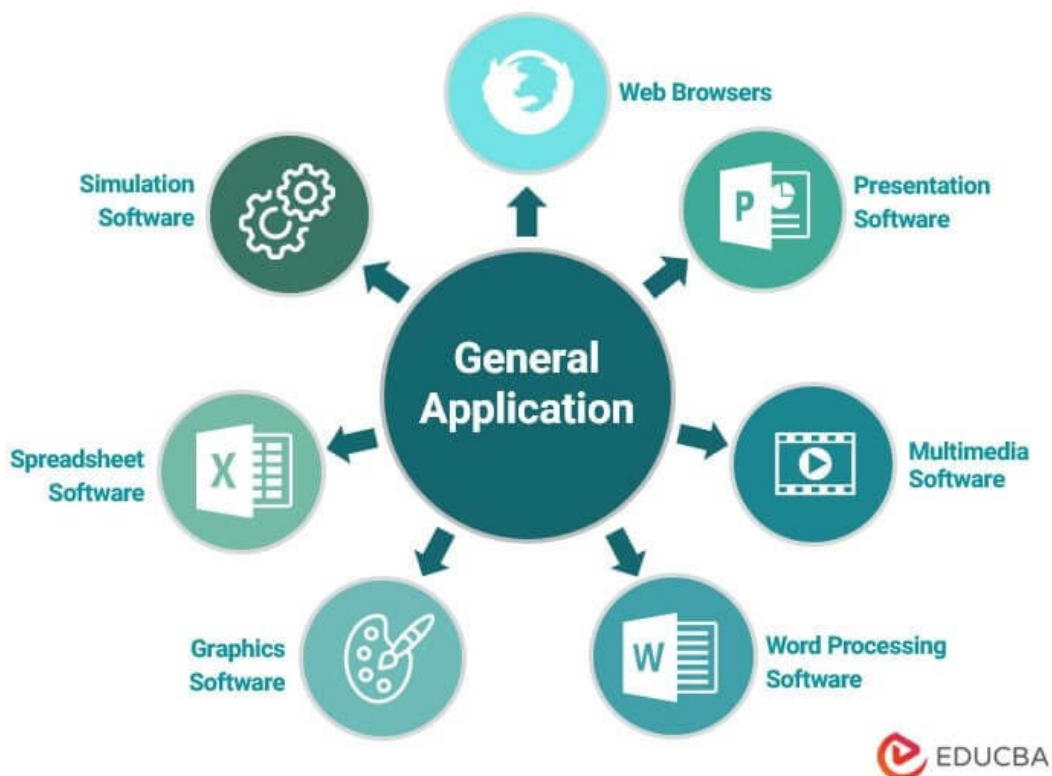 Web Browsers
Simulation
Software
P
Presentation
Software
General
Application
Spreadsheet
Software
X
Multimedia
Software
Graphics
Software
W
Word Processing
Software
EDUCBA